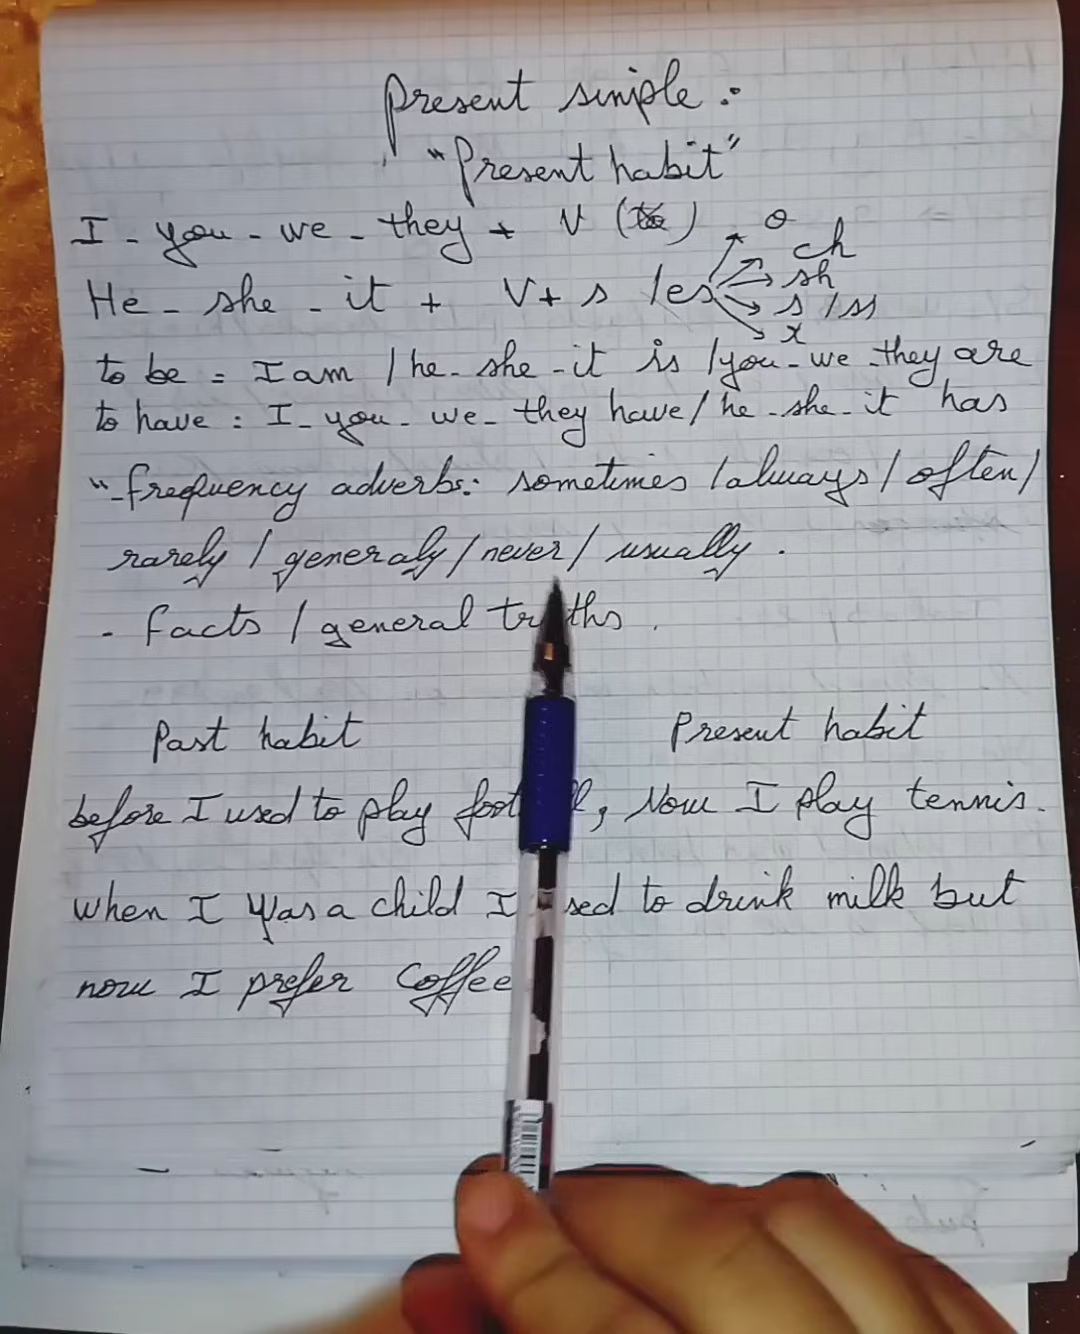 Present simple :
"Present habit"
I - you - we - they + V (to)
o
ch
He - she - it + V + s / es
sh
s / ss
x
to be = I am / he - she - it is / you - we - they are
to have : I - you - we - they have / he - she - it has
"- frequency adverbs: sometimes / always / often /
rarely / generaly / never / usually .
- facts / general truths .
Past habit Present habit
before I used to play football, Now I play tennis.
when I was a child I used to drink milk but
now I prefer Coffee